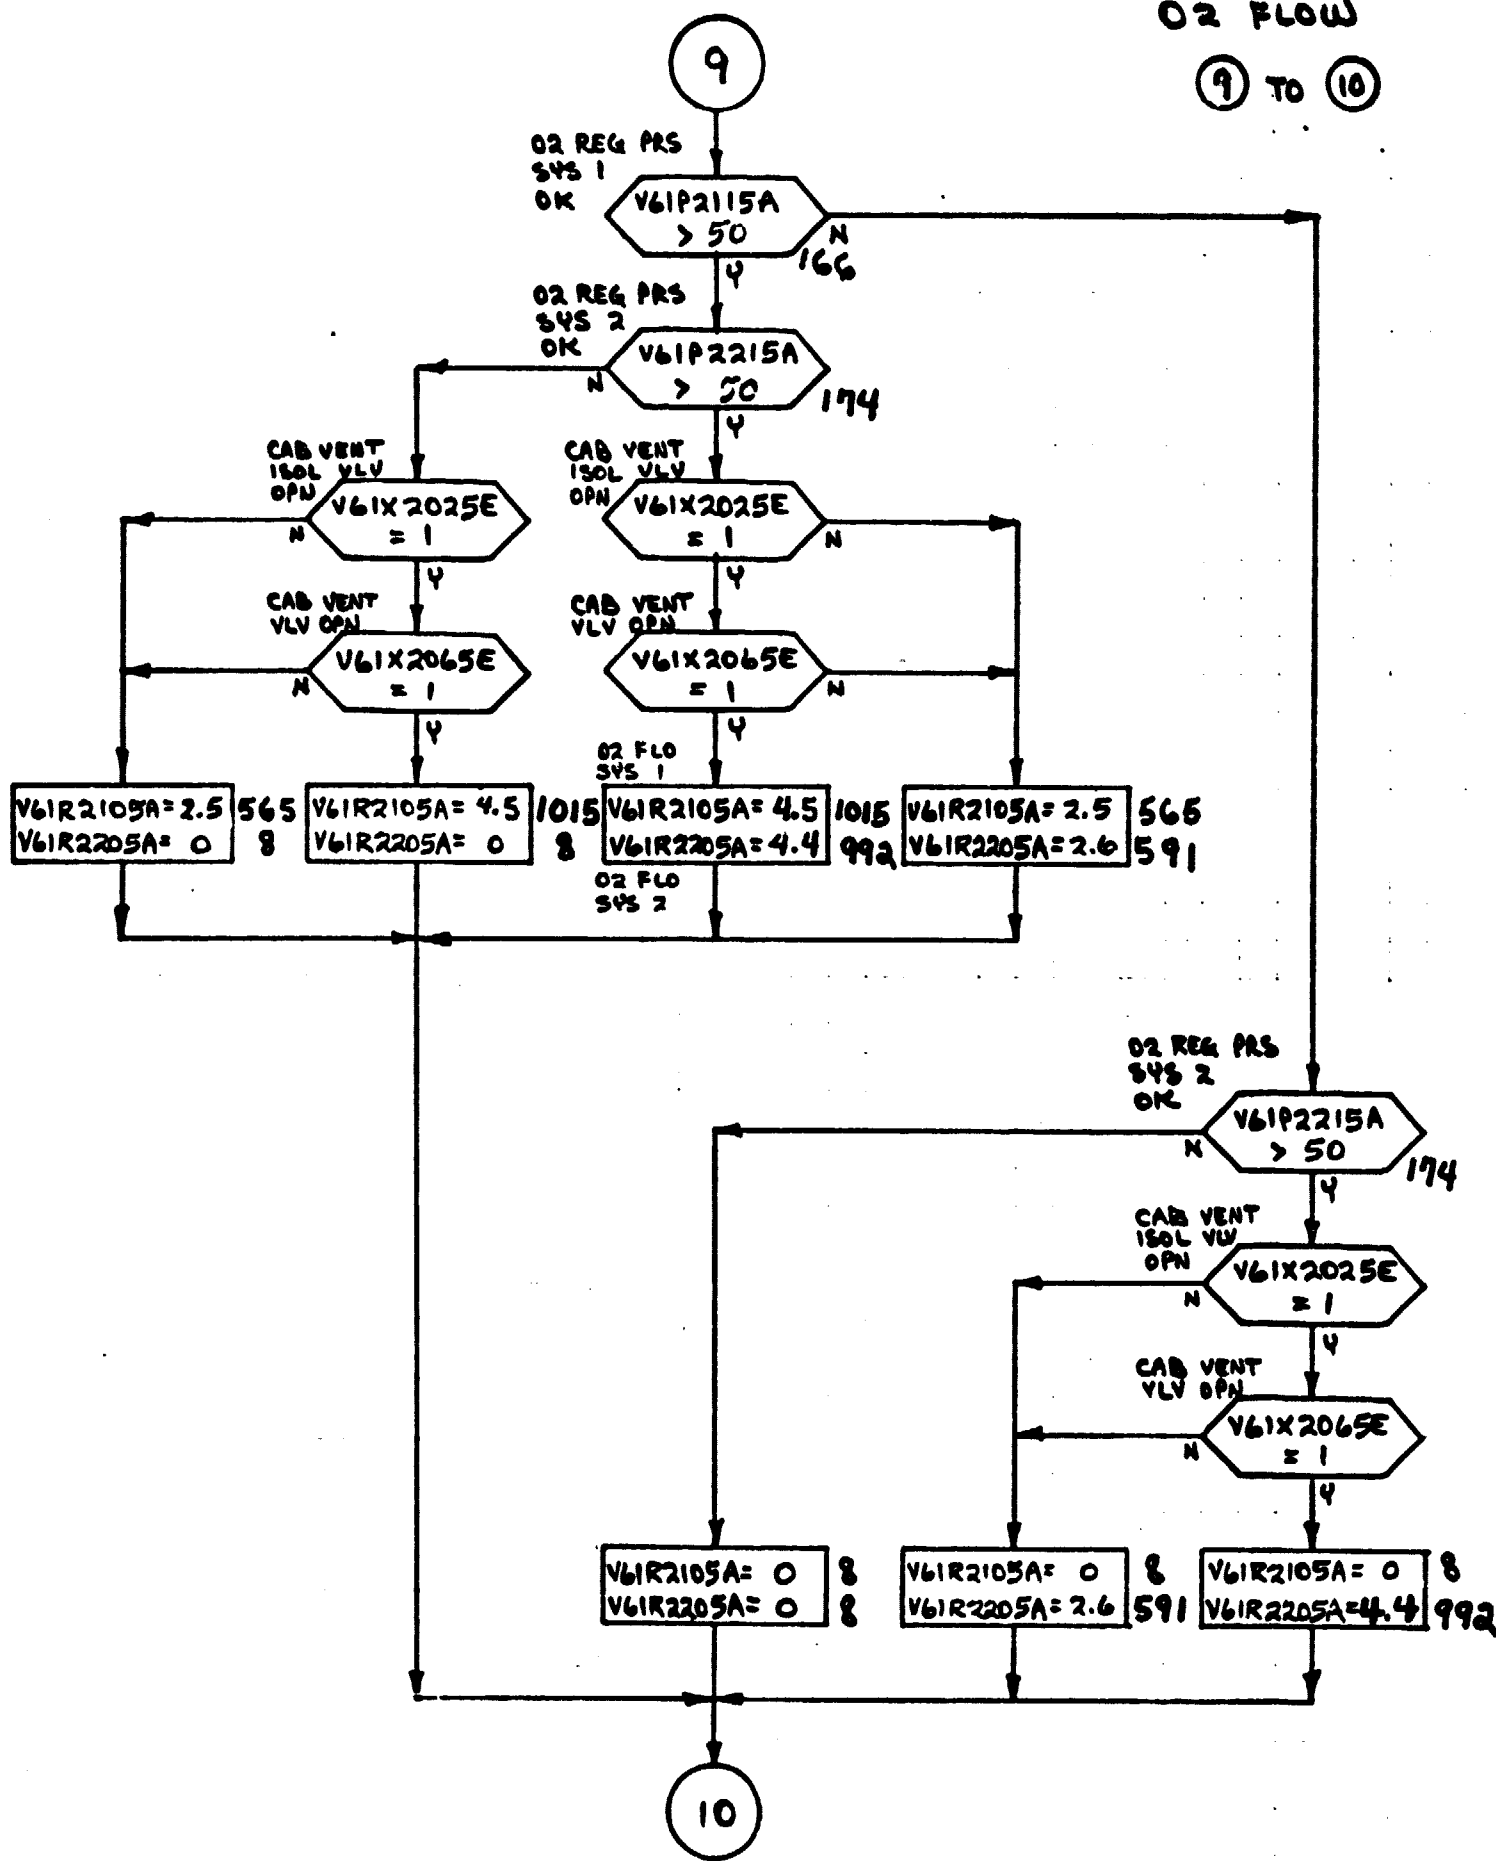 O2 FLOW
9 TO 10
9
O2 REG PRS
SYS 1
OK
V61P2115A
> 50
N
166
Y
O2 REG PRS
SYS 2
OK
V61P2215A
> 50
N
174
Y
CAB VENT
ISOL VLV
OPN
V61X2025E
= 1
N
Y
CAB VENT
ISOL VLV
OPN
V61X2025E
= 1
N
Y
CAB VENT
VLV OPN
V61X2065E
= 1
N
Y
CAB VENT
VLV OPN
V61X2065E
= 1
N
Y
O2 FLO
SYS 1
V61R2105A= 2.5 565
V61R2205A= 0 8
V61R2105A= 4.5 1015
V61R2205A= 0 8
V61R2105A= 4.5 1015
V61R2205A= 4.4 992
V61R2105A= 2.5 565
V61R2205A= 2.6 591
O2 FLO
SYS 2
O2 REG PRS
SYS 2
OK
V61P2215A
> 50
N
174
Y
CAB VENT
ISOL VLV
OPN
V61X2025E
= 1
N
Y
CAB VENT
VLV OPN
V61X2065E
= 1
N
Y
V61R2105A= 0 8
V61R2205A= 0 8
V61R2105A= 0 8
V61R2205A= 2.6 591
V61R2105A= 0 8
V61R2205A=4.4 992
10